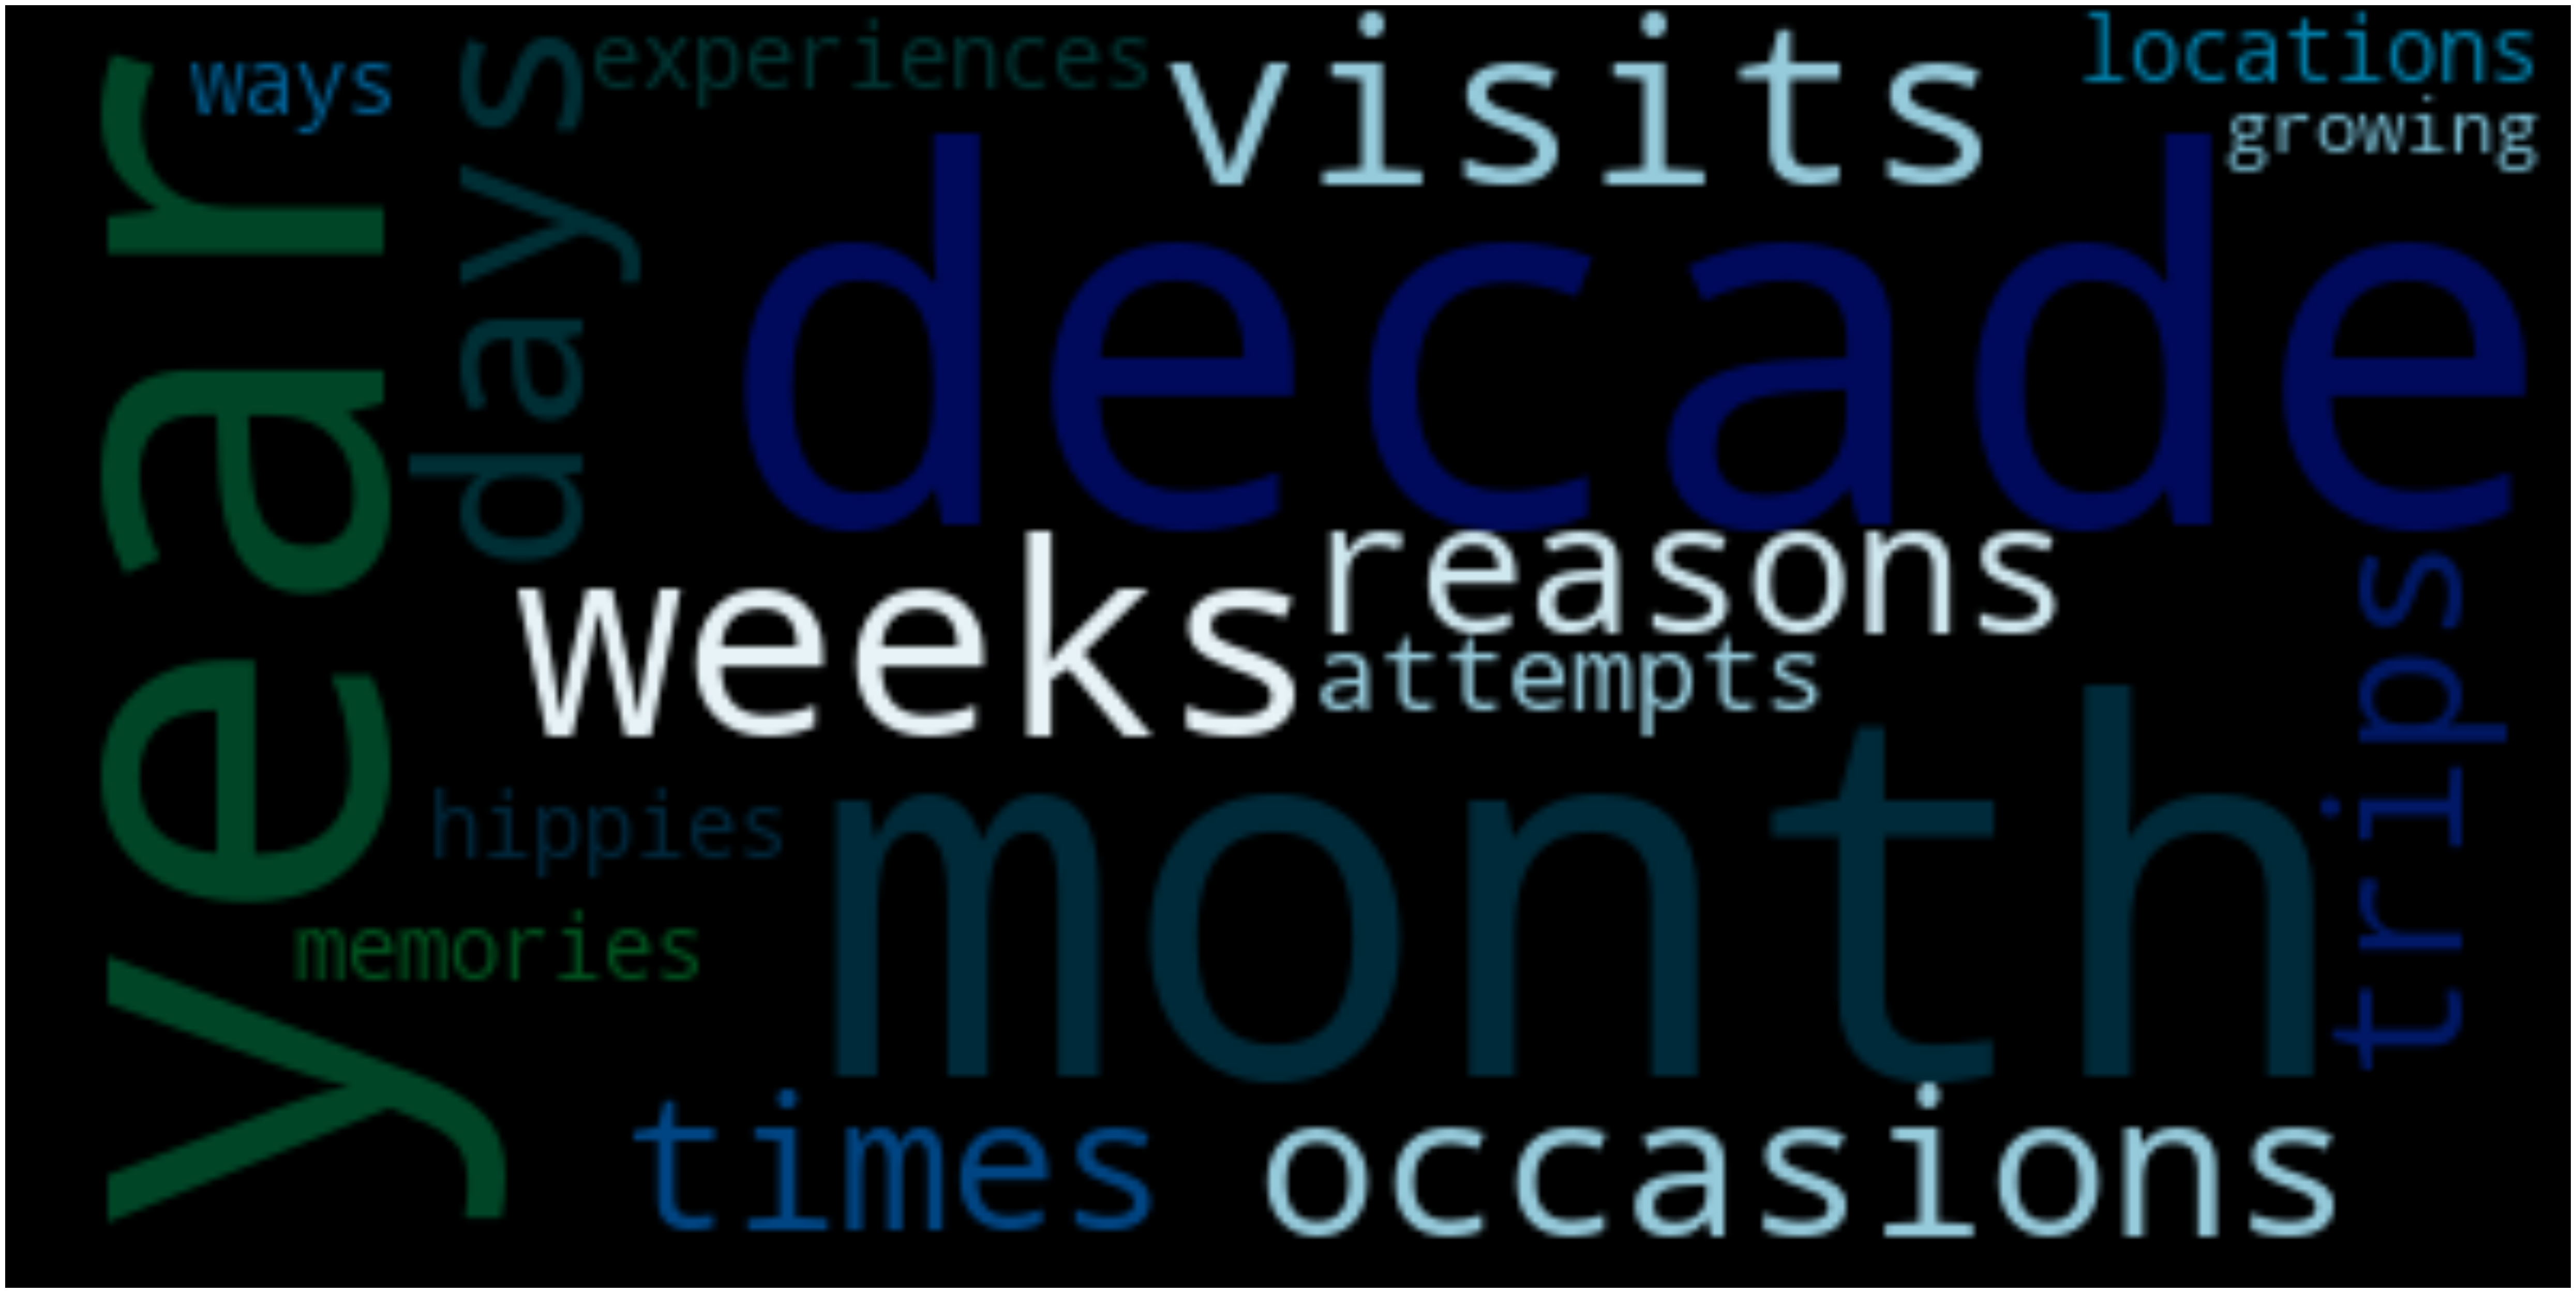 year
ways
days
experiences
visits
locations
growing
decade
weeks
reasons
attempts
trips
hippies
month
memories
times
occasions